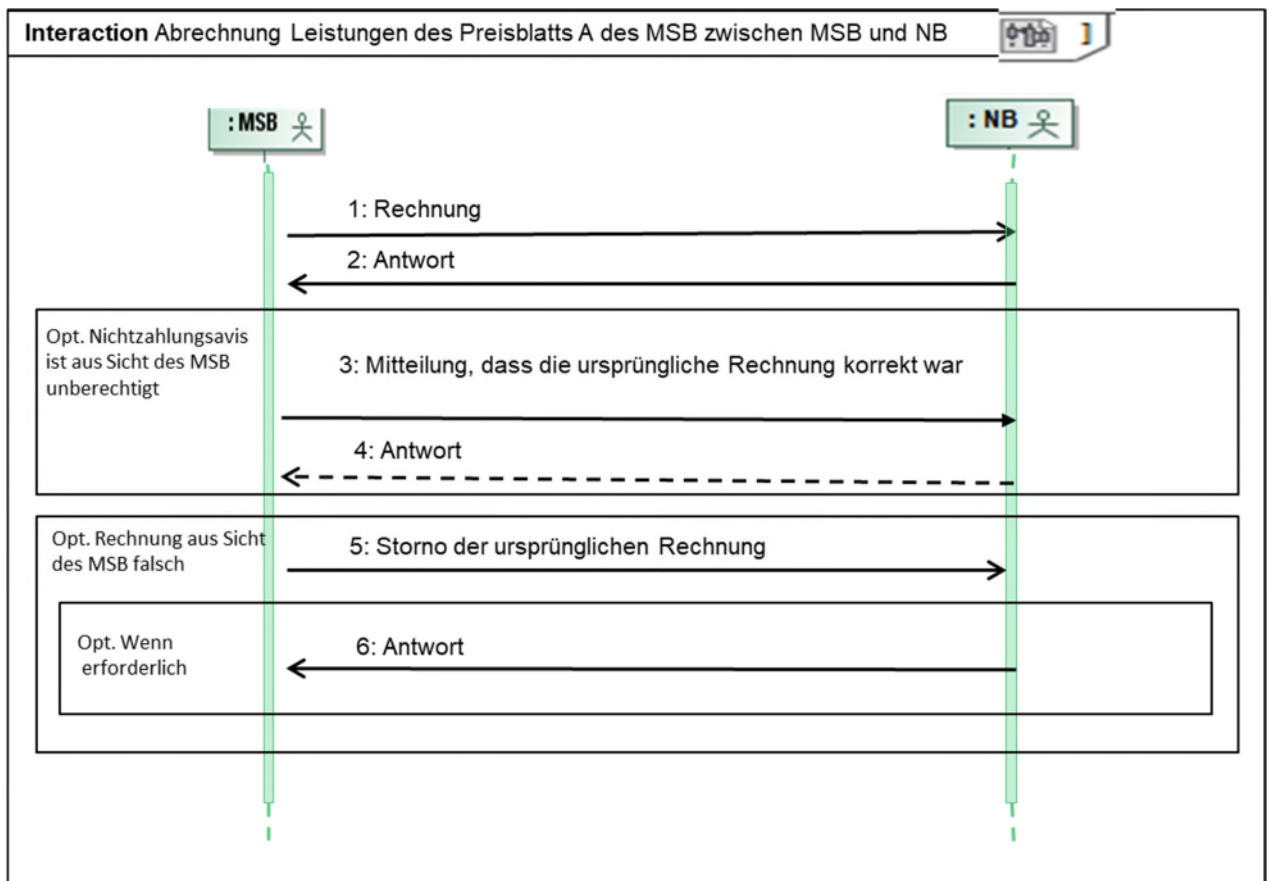 Interaction Abrechnung Leistungen des Preisblatts A des MSB zwischen MSB und NB
: MSB
: NB
1: Rechnung
2: Antwort
Opt. Nichtzahlungsavis
ist aus Sicht des MSB
unberechtigt
3: Mitteilung, dass die ursprüngliche Rechnung korrekt war
4: Antwort
Opt. Rechnung aus Sicht
des MSB falsch
5: Storno der ursprünglichen Rechnung
Opt. Wenn
erforderlich
6: Antwort